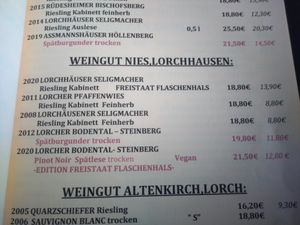 2015 RÜDESHEIMER BISCHOFSBERG
Riesling Kabinett feinherb 18,80€ 12,30€
2014 LORCHHÄUSER SELIGMACHER
Riesling Auslese 0,5 l 25,50€ 20,50€
2019 ASSMANNSHÄUSER HÖLLENBERG
Spätburgunder trocken 21,50€ 14,50€
WEINGUT NIES,LORCHHAUSEN:
2020 LORCHHÄUSER SELIGMACHER
Riesling Kabinett FREISTAAT FLASCHENHALS 18,80€ 13,90€
2011 LORCHER PFAFFENWIES
Riesling Kabinett Feinherb 18,80€ 8,80€
2008 LORHÄUSENER SELIGMACHER
Riesling Kabinett Feinherb 18,80€ 8,80€
2012 LORCHER BODENTAL – STEINBERG
Spätburgunder trocken 19,80€ 11,80€
2020 LORCHER BODENTAL- STEINBERG
Pinot Noir Spätlese trocken Vegan 21,50€ 12,80€
-EDITION FREISTAAT FLASCHENHALS-
WEINGUT ALTENKIRCH,LORCH:
2005 QUARZSCHIEFER Riesling 16,20€ 9,30€
2006 SAUVIGNON BLANC trocken "S" 18,80€